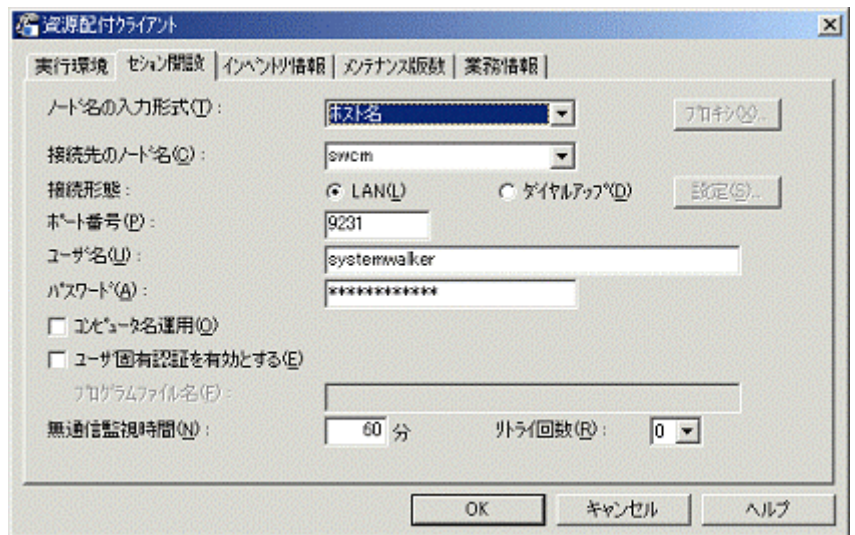 資源配付クライアント
実行環境 セション開設 インベントリ情報 メンテナンス版数 業務情報
ノード名の入力形式(T): ホスト名 プロキシ(X)...
接続先のノード名(C): swcm
接続形態: LAN(L) ダイヤルアップ(D) 設定(S)...
ポート番号(P): 9231
ユーザ名(U): systemwalker
パスワード(A): ************
コンピュータ名運用(O)
ユーザ固有認証を有効とする(E)
プログラムファイル名(F):
無通信監視時間(N): 60 分 リトライ回数(R): 0
OK キャンセル ヘルプ